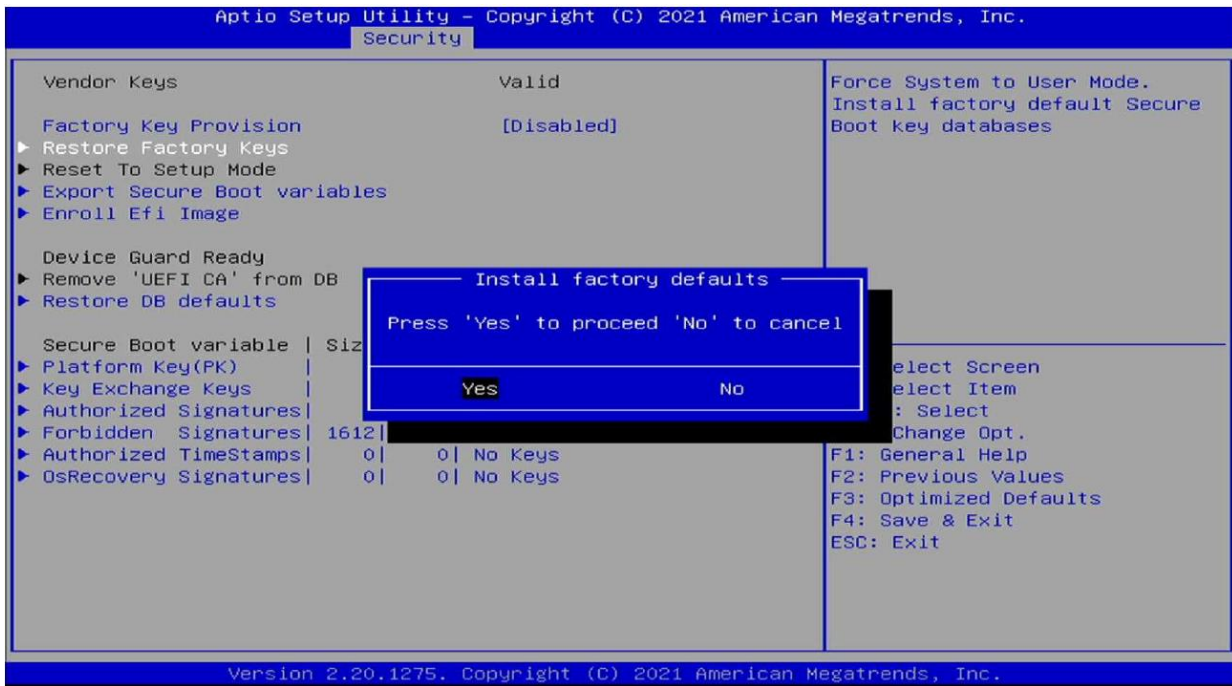 Aptio Setup Utility – Copyright (C) 2021 American Megatrends, Inc.
Security
Vendor Keys Valid
Factory Key Provision [Disabled]
Restore Factory Keys
Reset To Setup Mode
Export Secure Boot variables
Enroll Efi Image
Device Guard Ready
Remove 'UEFI CA' from DB
Restore DB defaults
Secure Boot variable | Siz
Platform Key(PK) |
Key Exchange Keys |
Authorized Signatures|
Forbidden Signatures| 1612|
Authorized TimeStamps| 0| 0| No Keys
OsRecovery Signatures| 0| 0| No Keys
Install factory defaults
Press 'Yes' to proceed 'No' to cancel
Yes No
Force System to User Mode.
Install factory default Secure
Boot key databases
elect Screen
elect Item
: Select
Change Opt.
F1: General Help
F2: Previous Values
F3: Optimized Defaults
F4: Save & Exit
ESC: Exit
Version 2.20.1275. Copyright (C) 2021 American Megatrends, Inc.